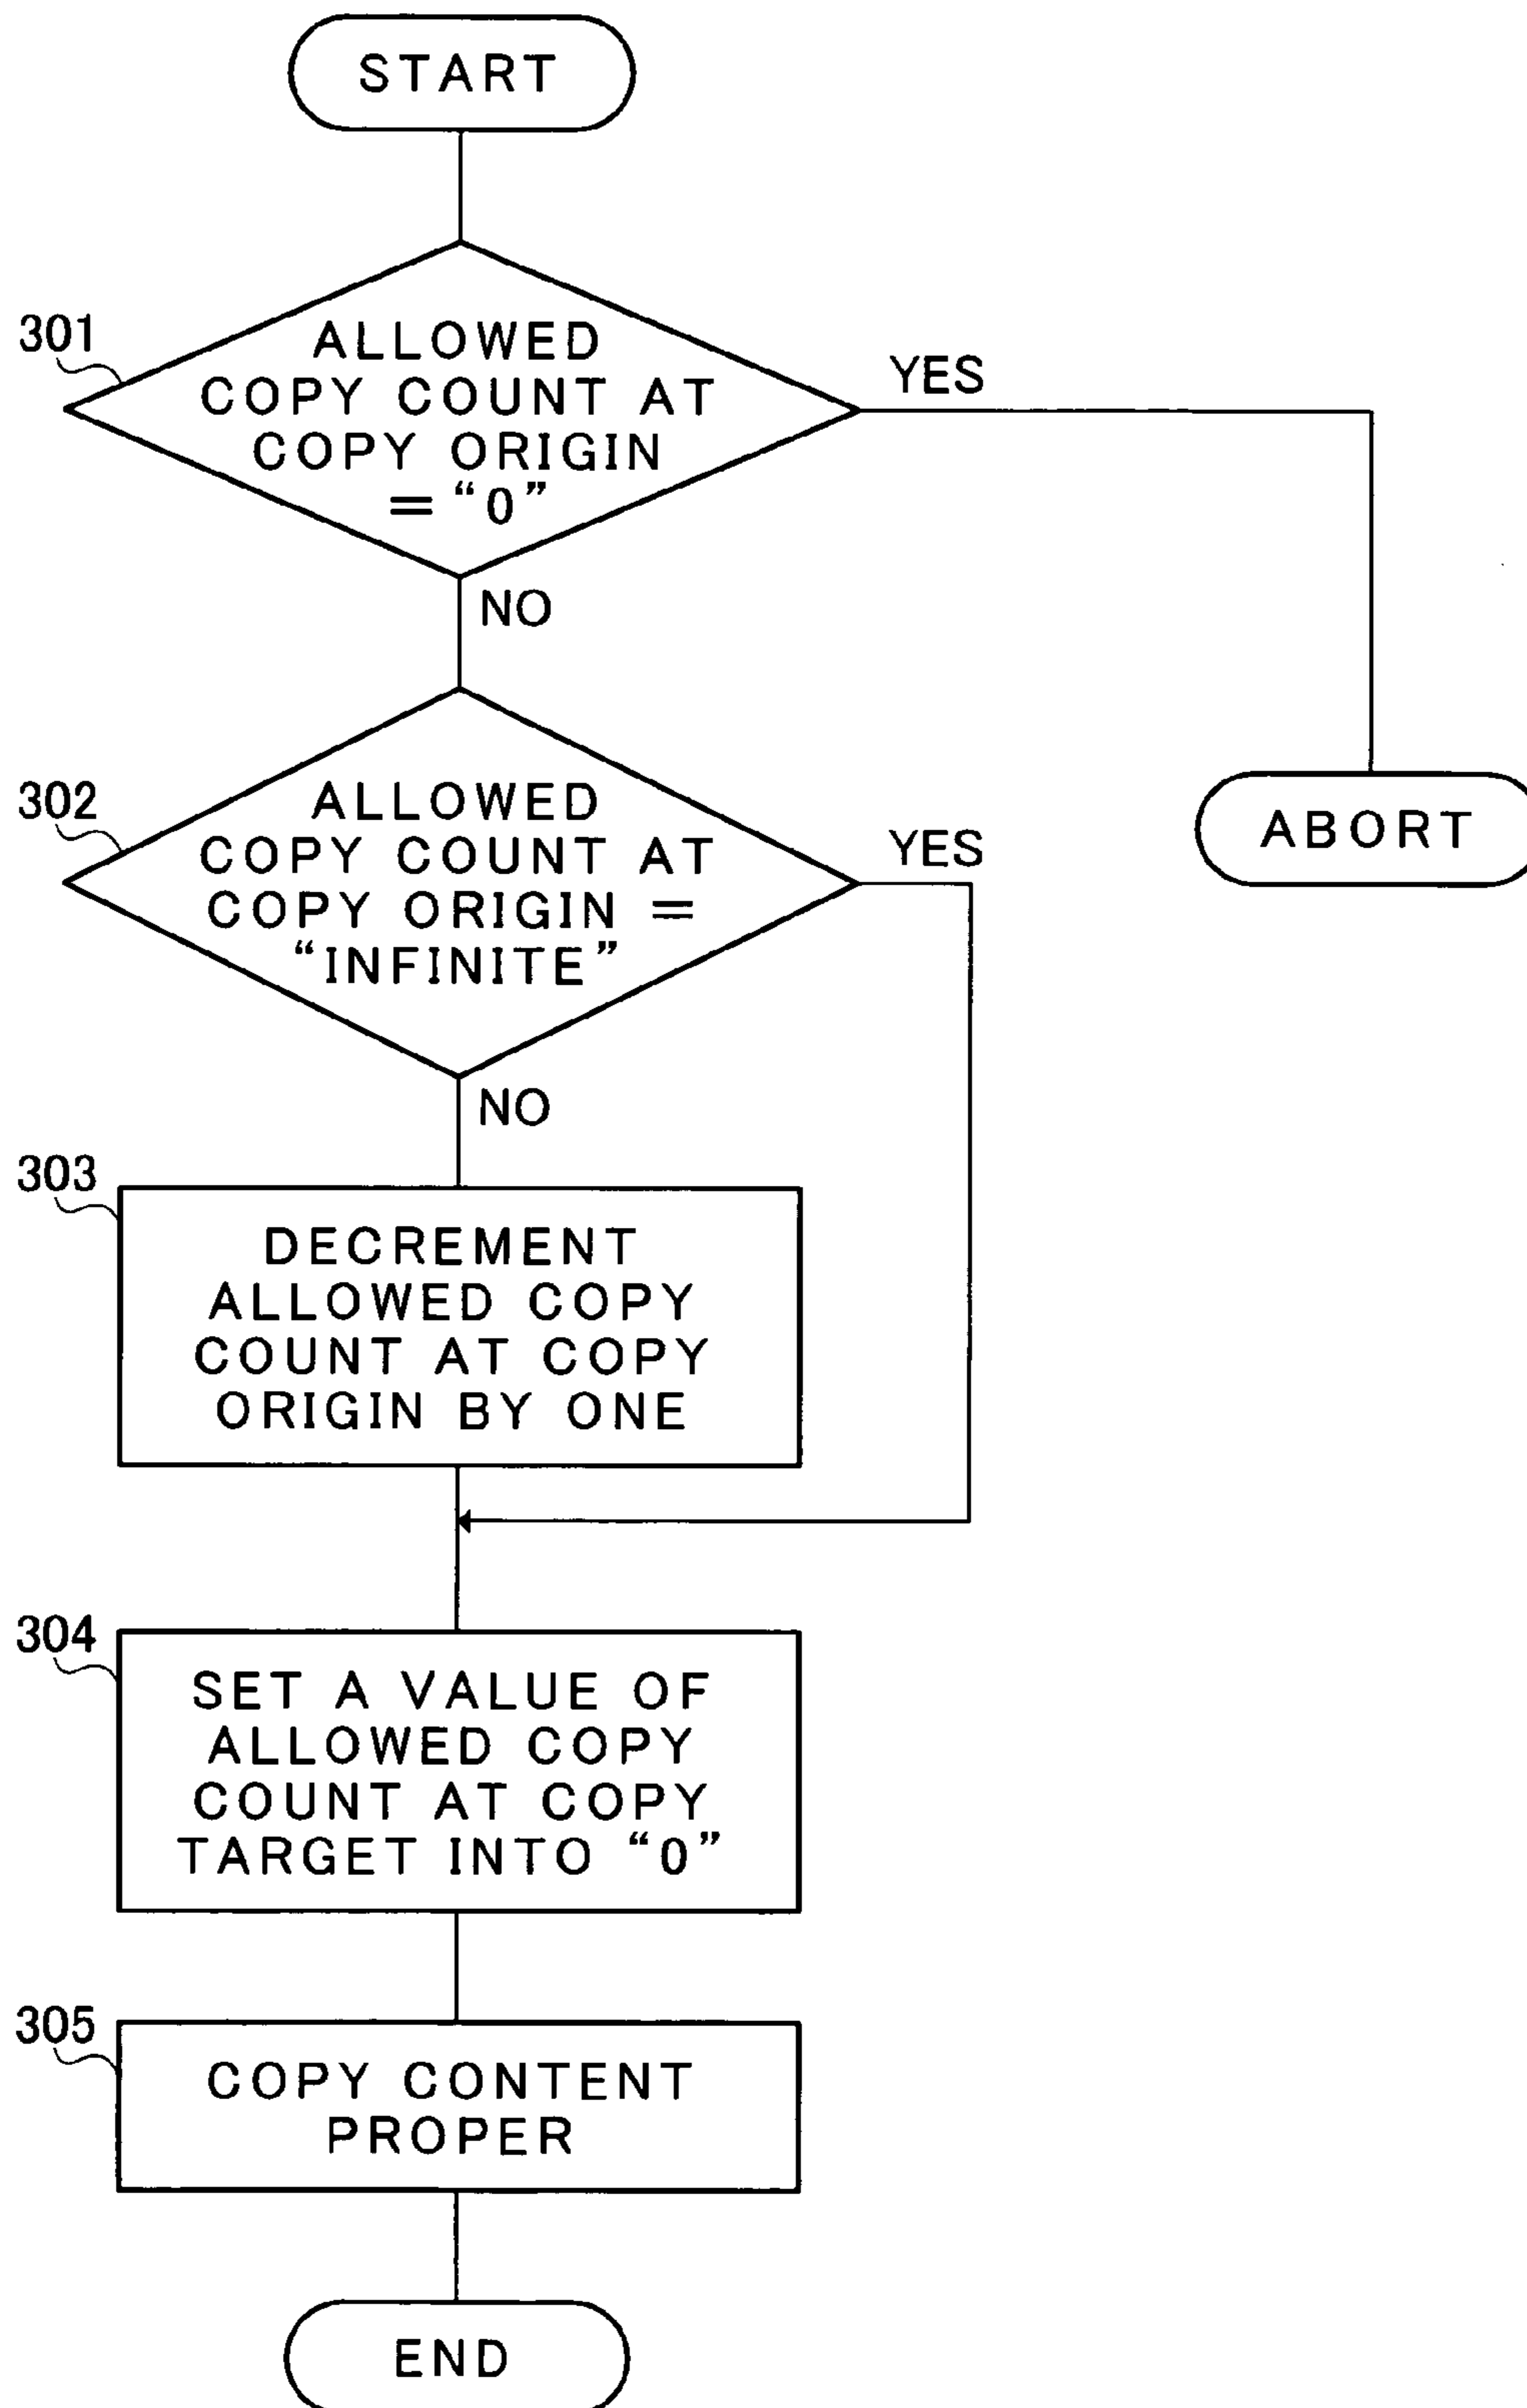 START
301
ALLOWED
COPY COUNT AT
COPY ORIGIN
= “0”
YES
NO
302
ALLOWED
COPY COUNT AT
COPY ORIGIN =
“INFINITE”
YES
ABORT
NO
303
DECREMENT
ALLOWED COPY
COUNT AT COPY
ORIGIN BY ONE
304
SET A VALUE OF
ALLOWED COPY
COUNT AT COPY
TARGET INTO “0”
305
COPY CONTENT
PROPER
END